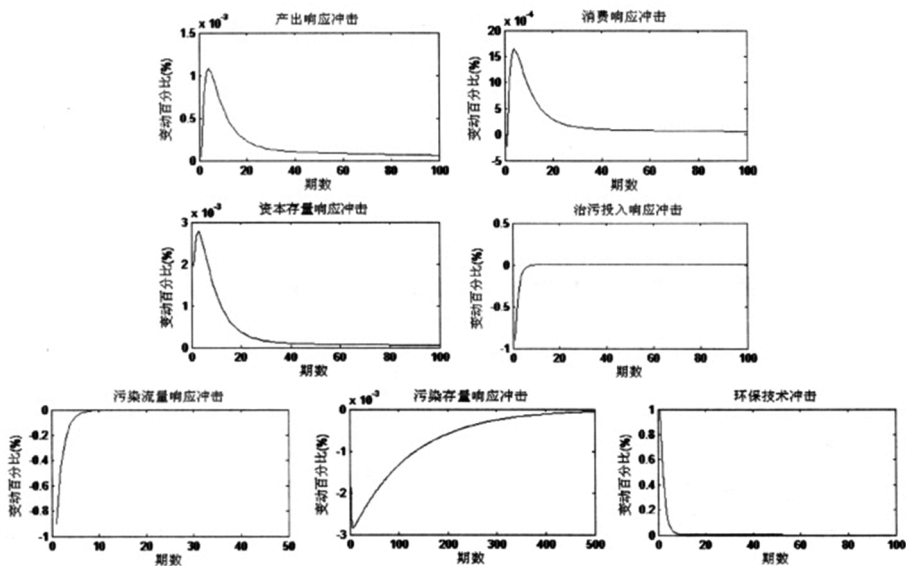 产出响应冲击
x 10⁻³
1.5
1
0.5
0
变动百分比(%)
0 20 40 60 80 100
期数
消费响应冲击
x 10⁻⁴
20
15
10
5
0
-5
变动百分比(%)
0 20 40 60 80 100
期数
资本存量响应冲击
x 10⁻³
3
2
1
0
变动百分比(%)
0 20 40 60 80 100
期数
治污投入响应冲击
0.5
0
-0.5
-1
变动百分比(%)
0 20 40 60 80 100
期数
污染流量响应冲击
0
-0.2
-0.4
-0.6
-0.8
-1
变动百分比(%)
0 10 20 30 40 50
期数
污染存量响应冲击
x 10⁻³
0
-1
-2
-3
变动百分比(%)
0 100 200 300 400 500
期数
环保技术冲击
1
0.8
0.6
0.4
0.2
0
变动百分比(%)
0 20 40 60 80 100
期数